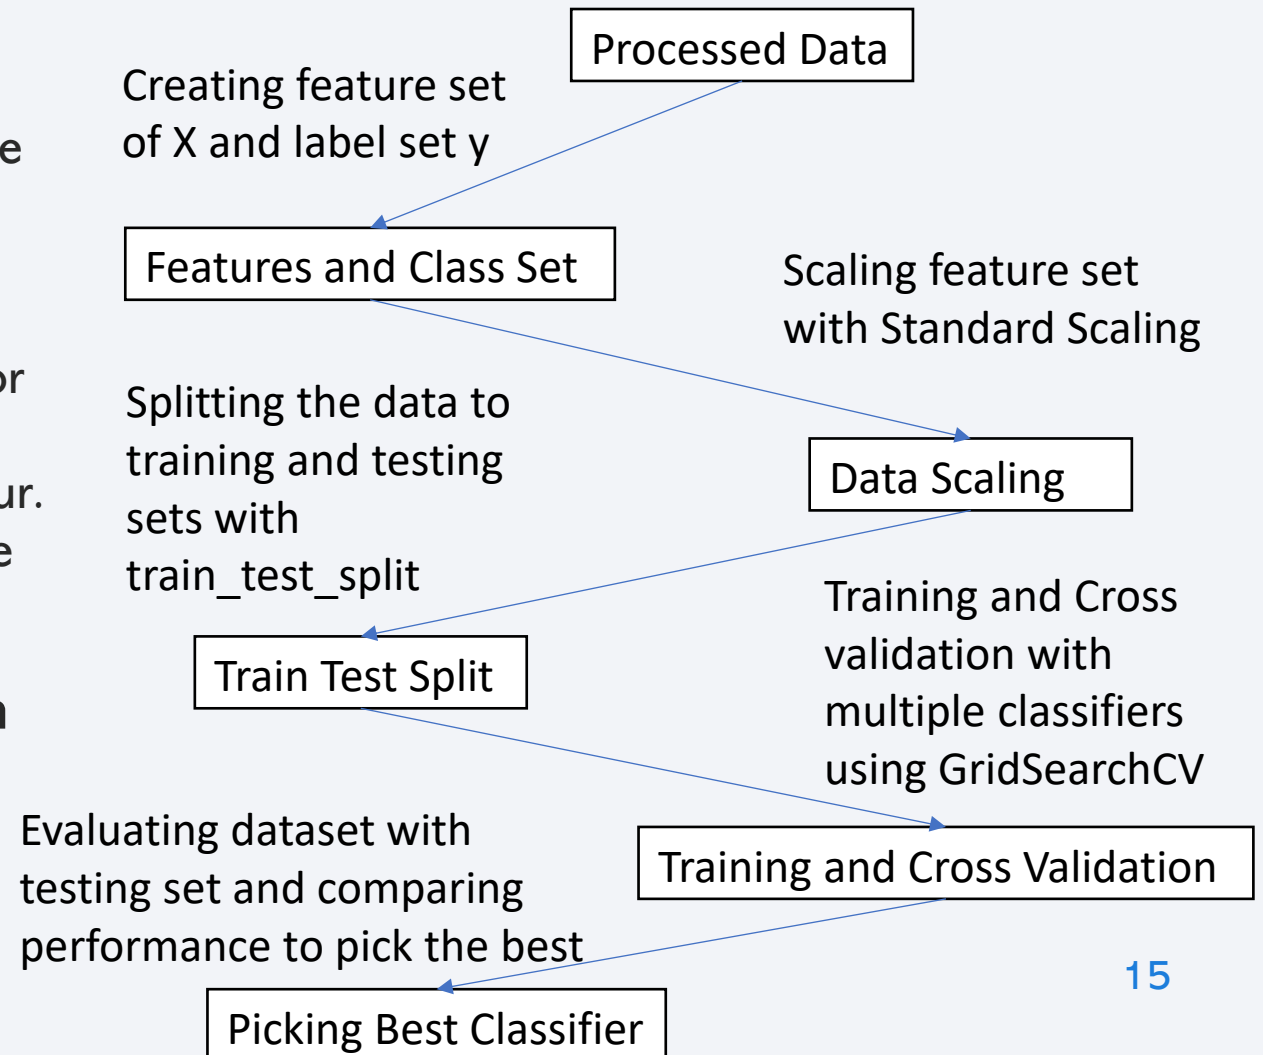 Processed Data
Creating feature set
of X and label set y
e
Features and Class Set
Scaling feature set
with Standard Scaling
or
Splitting the data to
training and testing
sets with
train_test_split
ur.
e
Data Scaling
Training and Cross
validation with
multiple classifiers
using GridSearchCV
Train Test Split
Evaluating dataset with
testing set and comparing
performance to pick the best
Training and Cross Validation
15
Picking Best Classifier